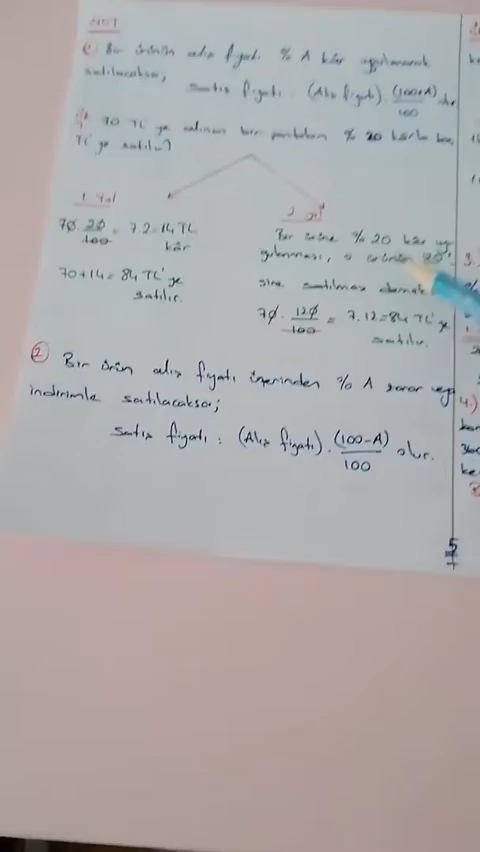 NOT
Bir ürünün alış fiyatı % A kâr uygulanarak
satılacaksa;
satış fiyatı: (Alış fiyatı) · (100+A)/100 olur
70 TL'ye alınan bir pantolon % 20 kârla kaç
TL'ye satılır?
1. Yol
70 · 20/100 = 7.2=14 TL
kâr
70+14=84 TL'ye
satılır.
2. yol
Bir ürüne % 20 kâr
, o ürünün
satılması demek
70 · 120/100 = 7.12=84 TL'ye
satılır.
2 Bir ürün alış fiyatı üzerinden % A zarar veya
indirimle satılacaksa;
Satış fiyatı : (Alış fiyatı) · (100-A)/100 olur.
3.
4.)
5